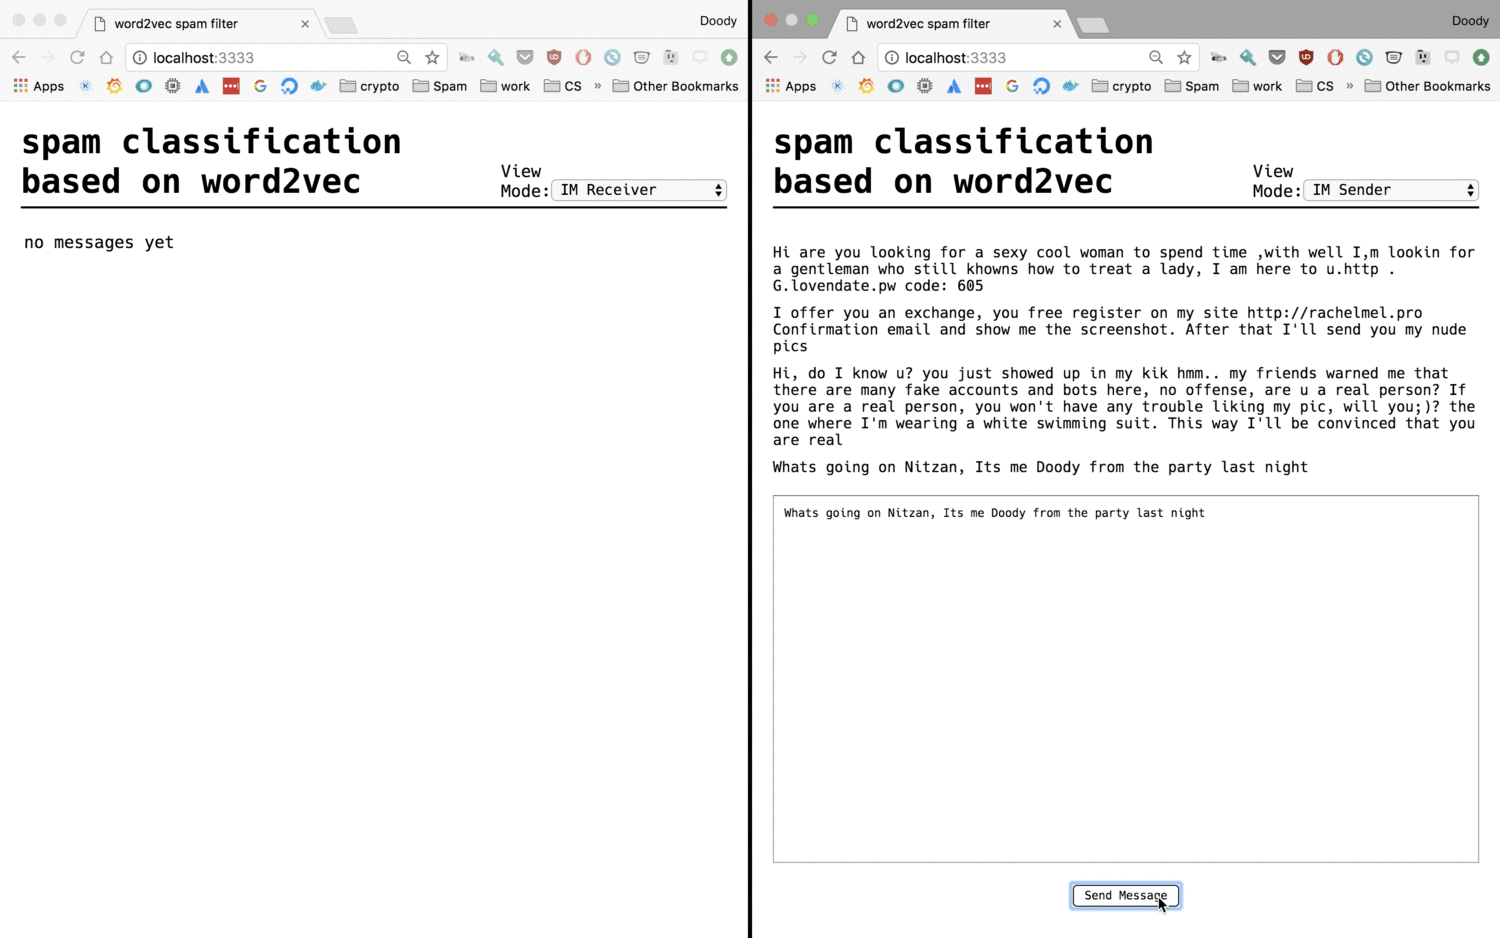 word2vec spam filter
Doody
localhost:3333
Apps
crypto
Spam
work
CS
»
Other Bookmarks
spam classification
based on word2vec
View
Mode: IM Receiver
no messages yet
word2vec spam filter
Doody
localhost:3333
Apps
crypto
Spam
work
CS
»
Other Bookmarks
spam classification
based on word2vec
View
Mode: IM Sender
Hi are you looking for a sexy cool woman to spend time ,with well I,m lookin for
a gentleman who still khowns how to treat a lady, I am here to u.http .
G.lovendate.pw code: 605
I offer you an exchange, you free register on my site http://rachelmel.pro
Confirmation email and show me the screenshot. After that I'll send you my nude
pics
Hi, do I know u? you just showed up in my kik hmm.. my friends warned me that
there are many fake accounts and bots here, no offense, are u a real person? If
you are a real person, you won't have any trouble liking my pic, will you;)? the
one where I'm wearing a white swimming suit. This way I'll be convinced that you
are real
Whats going on Nitzan, Its me Doody from the party last night
Whats going on Nitzan, Its me Doody from the party last night
Send Message